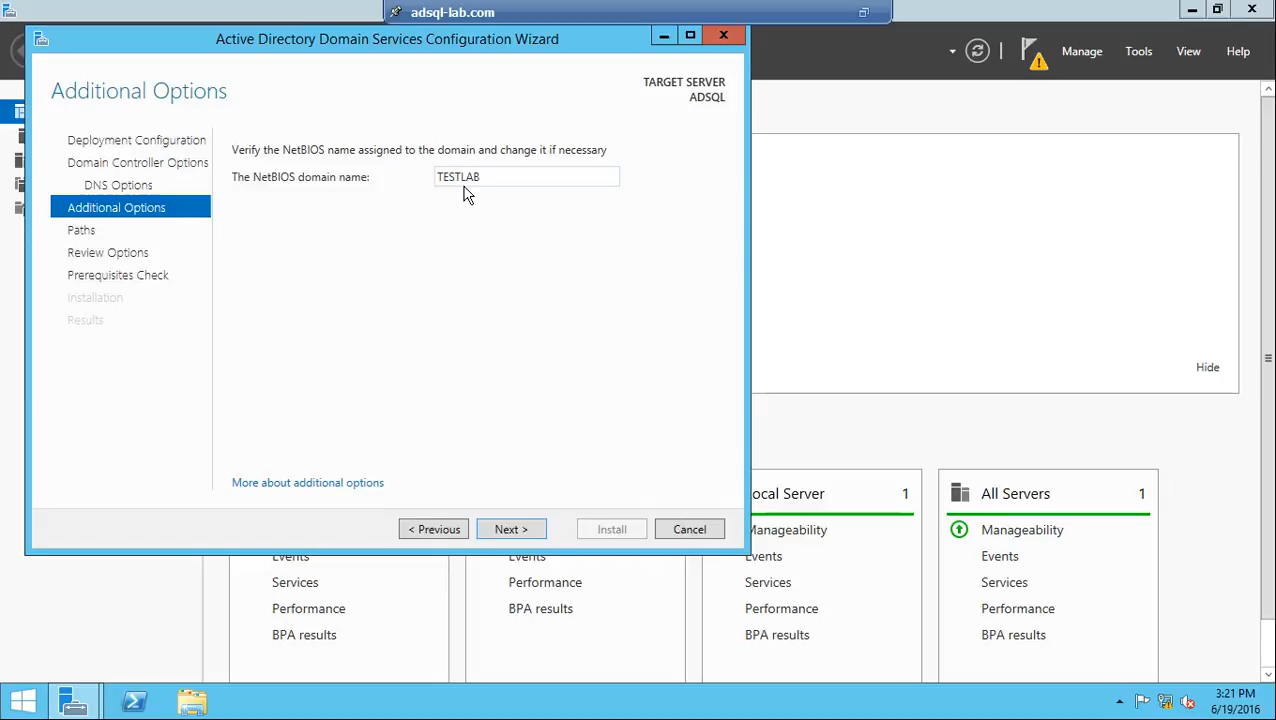 adsql-lab.com
Active Directory Domain Services Configuration Wizard
Manage
Tools
View
Help
Additional Options
TARGET SERVER
ADSQL
Deployment Configuration
Domain Controller Options
DNS Options
Additional Options
Paths
Review Options
Prerequisites Check
Installation
Results
Verify the NetBIOS name assigned to the domain and change it if necessary
The NetBIOS domain name:
TESTLAB
More about additional options
< Previous
Next >
Install
Cancel
Hide
Events
Services
Performance
BPA results
Events
Performance
BPA results
ocal Server
1
Manageability
Events
Services
Performance
BPA results
All Servers
1
Manageability
Events
Services
Performance
BPA results
3:21 PM
6/19/2016